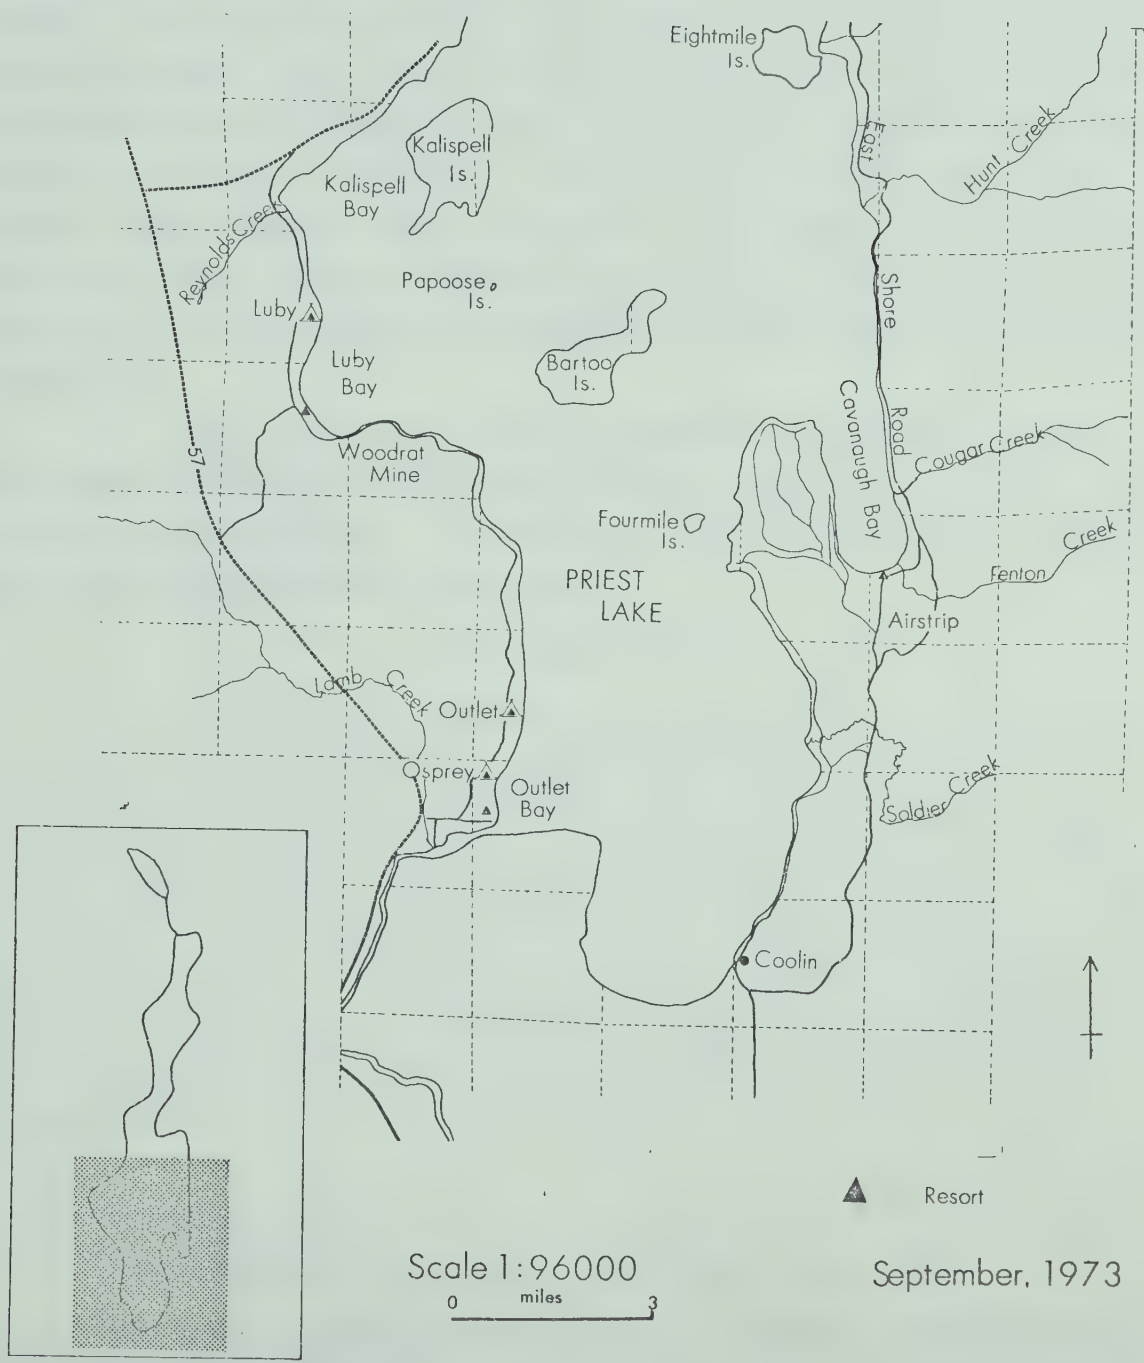 Eightmile
Is.
Kalispell
Is.
Kalispell
Bay
East
Hunt Creek
Reynolds Creek
Papoose
Is.
Shore
Luby
Luby
Bay
Bartoo
Is.
Cavanaugh Bay
Road
Cougar Creek
57
Woodrat
Mine
Fourmile
Is.
PRIEST
LAKE
Fenton Creek
Airstrip
Lamb Creek
Outlet
Osprey
Outlet
Bay
Soldier Creek
Coolin
Resort
Scale 1:96000
miles
0 3
September, 1973